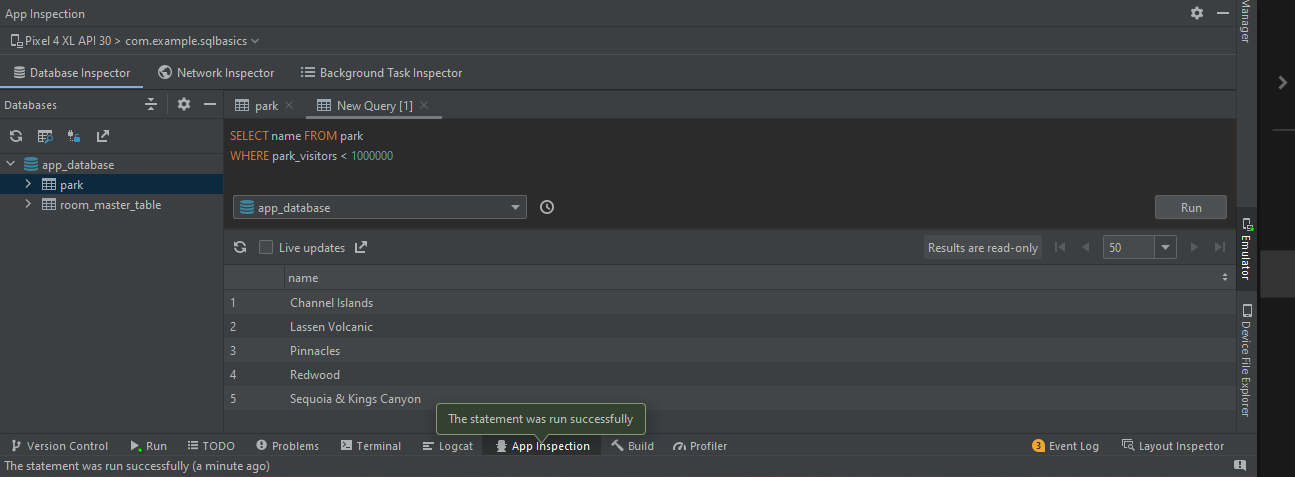 App Inspection
Pixel 4 XL API 30 > com.example.sqlbasics
Database Inspector
Network Inspector
Background Task Inspector
Databases
park
New Query [1]
SELECT name FROM park
WHERE park_visitors < 1000000
app_database
park
room_master_table
app_database
Run
Live updates
Results are read-only
50
name
1 Channel Islands
2 Lassen Volcanic
3 Pinnacles
4 Redwood
5 Sequoia & Kings Canyon
The statement was run successfully
Version Control
Run
TODO
Problems
Terminal
Logcat
App Inspection
Build
Profiler
3 Event Log
Layout Inspector
The statement was run successfully (a minute ago)
Manager
Emulator
Device File Explorer